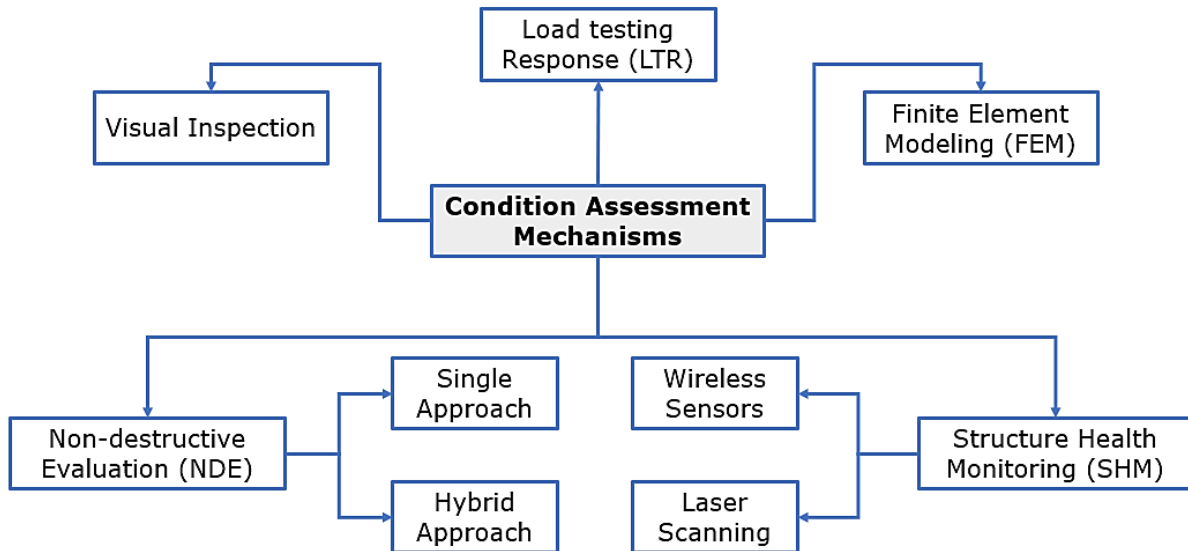 Load testing
Response (LTR)
Visual Inspection
Finite Element
Modeling (FEM)
Condition Assessment
Mechanisms
Single
Approach
Wireless
Sensors
Non-destructive
Evaluation (NDE)
Structure Health
Monitoring (SHM)
Hybrid
Approach
Laser
Scanning